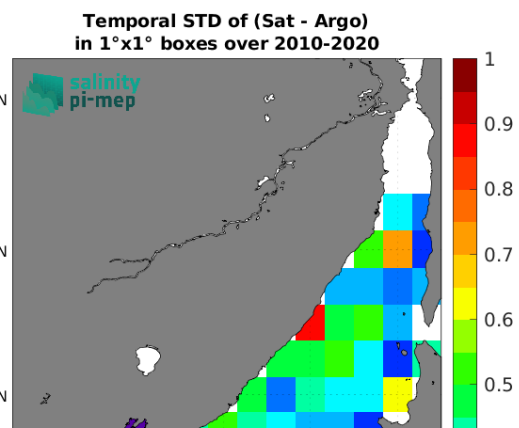 Temporal STD of (Sat - Argo)
in 1°x1° boxes over 2010-2020
salinity
pi-mep
N
N
N
1
0.9
0.8
0.7
0.6
0.5